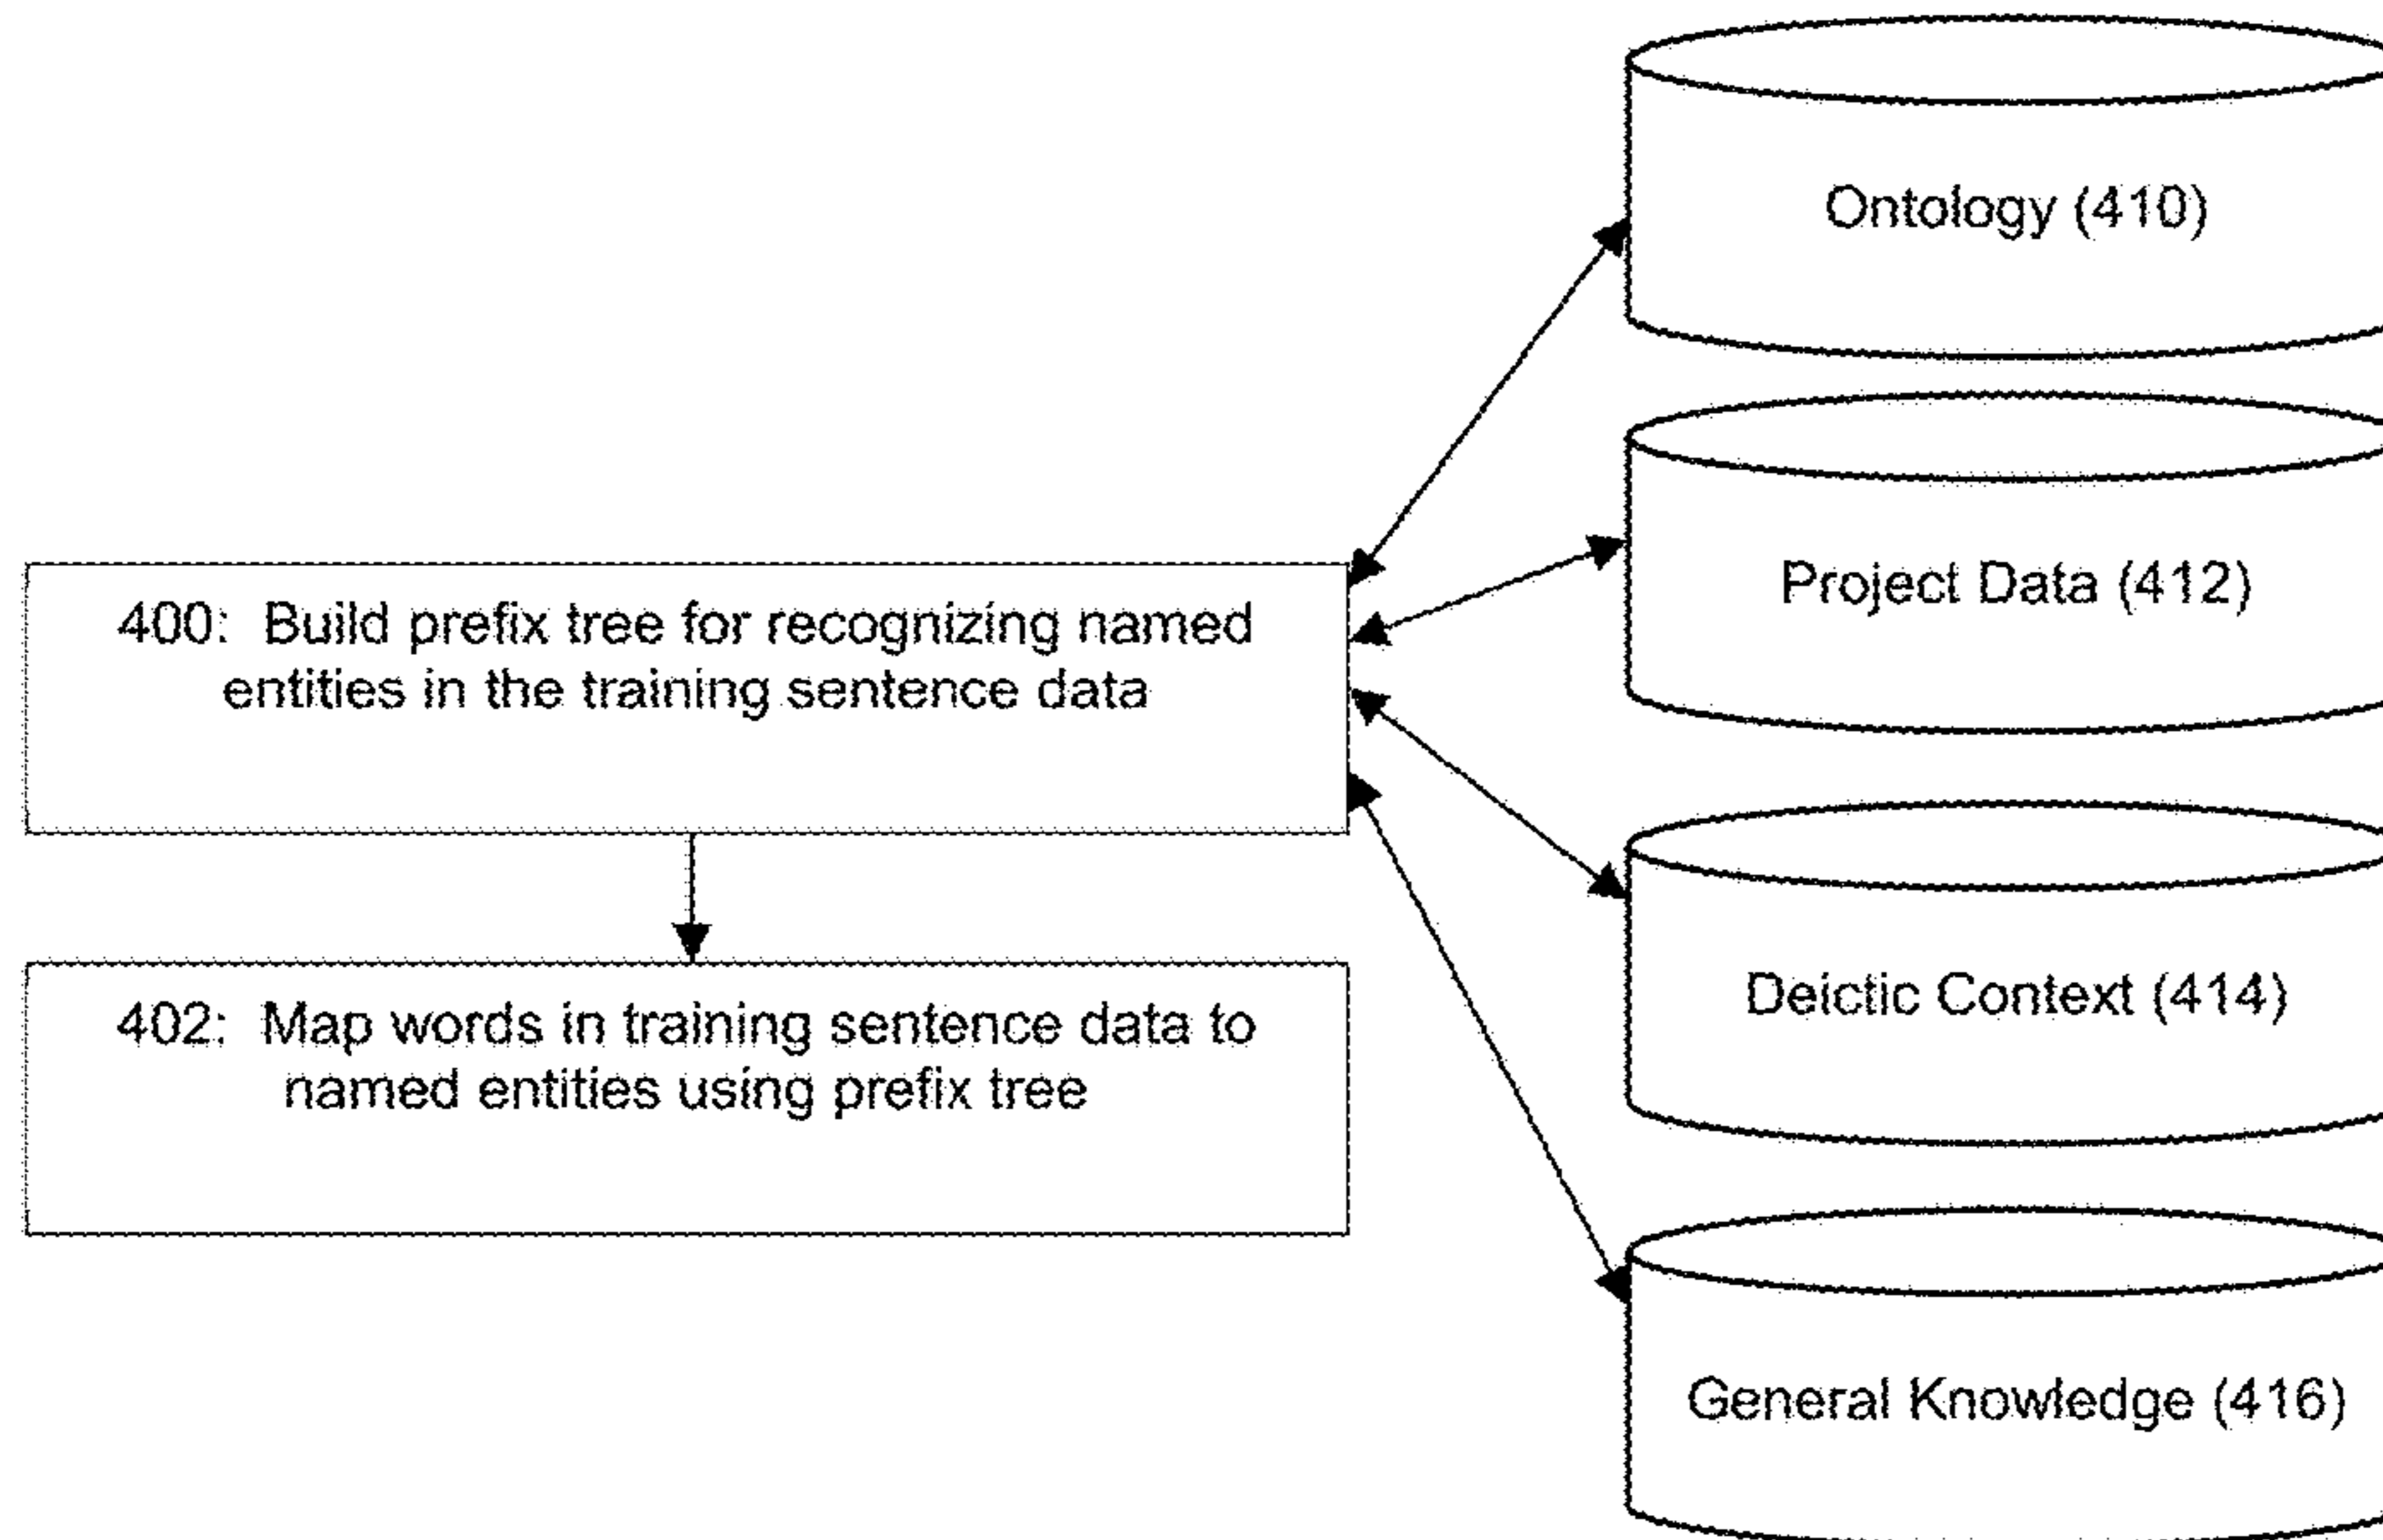 Ontology (410)
Project Data (412)
400: Build prefix tree for recognizing named
entities in the training sentence data
Deictic Context (414)
402: Map words in training sentence data to
named entities using prefix tree
General Knowledge (416)